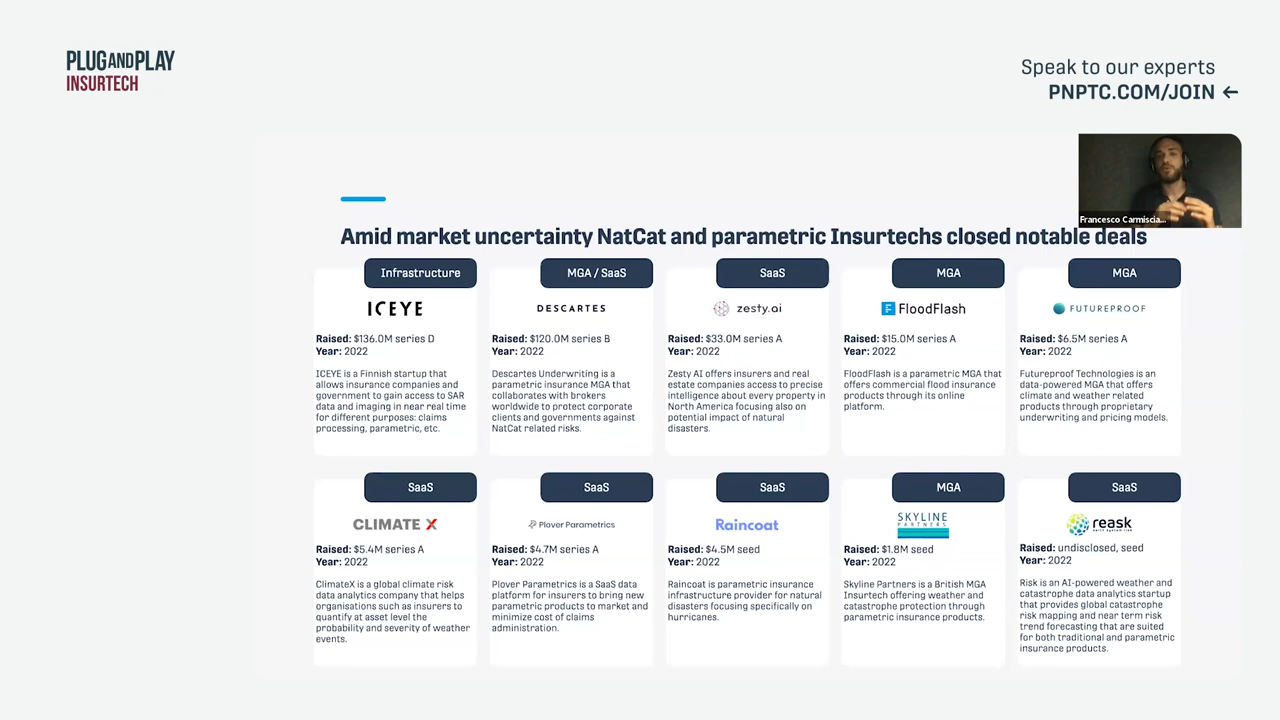 PLUGANDPLAY
INSURTECH
Speak to our experts
PNPTC.COM/JOIN ←
Francesco Carmiscia...
Amid market uncertainty NatCat and parametric Insurtechs closed notable deals
Infrastructure
ICEYE
Raised: $136.0M series D
Year: 2022
ICEYE is a Finnish startup that
allows insurance companies and
government to gain access to SAR
data and imaging in near real time
for different purposes: claims
processing, parametric, etc.
MGA / SaaS
DESCARTES
Raised: $120.0M series B
Year: 2022
Descartes Underwriting is a
parametric insurance MGA that
collaborates with brokers
worldwide to protect corporate
clients and governments against
NatCat related risks.
SaaS
zesty.ai
Raised: $33.0M series A
Year: 2022
Zesty AI offers insurers and real
estate companies access to precise
intelligence about every property in
North America focusing also on
potential impact of natural
disasters.
MGA
FloodFlash
Raised: $15.0M series A
Year: 2022
FloodFlash is a parametric MGA that
offers commercial flood insurance
products through its online
platform.
MGA
FUTUREPROOF
Raised: $6.5M series A
Year: 2022
Futureproof Technologies is an
data-powered MGA that offers
climate and weather related
products through proprietary
underwriting and pricing models.
SaaS
CLIMATE X
Raised: $5.4M series A
Year: 2022
ClimateX is a global climate risk
data analytics company that helps
organisations such as insurers to
quantify at asset level the
probability and severity of weather
events.
SaaS
Plover Parametrics
Raised: $4.7M series A
Year: 2022
Plover Parametrics is a SaaS data
platform for insurers to bring new
parametric products to market and
minimize cost of claims
administration.
SaaS
Raincoat
Raised: $4.5M seed
Year: 2022
Raincoat is parametric insurance
infrastructure provider for natural
disasters focusing specifically on
hurricanes.
MGA
SKYLINE
PARTNERS
Raised: $1.8M seed
Year: 2022
Skyline Partners is a British MGA
Insurtech offering weather and
catastrophe protection through
parametric insurance products.
SaaS
reask
Raised: undisclosed, seed
Year: 2022
Risk is an AI-powered weather and
catastrophe data analytics startup
that provides global catastrophe
risk mapping and near term risk
trend forecasting that are suited
for both traditional and parametric
insurance products.